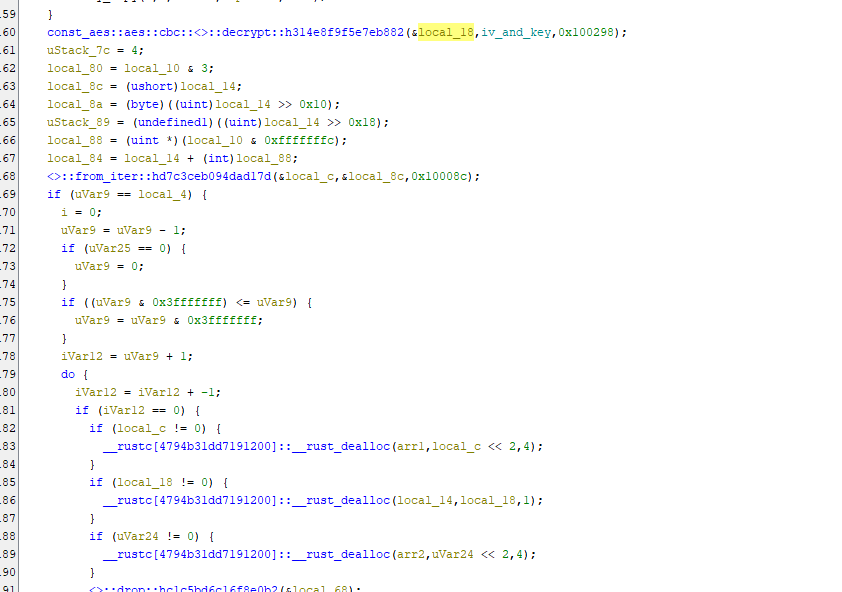 .59 }
.60 const_aes::aes::cbc::<>::decrypt::h314e8f9f5e7eb882(&local_18,iv_and_key,0x100298);
.61 uStack_7c = 4;
.62 local_80 = local_10 & 3;
.63 local_8c = (ushort)local_14;
.64 local_8a = (byte)((uint)local_14 >> 0x10);
.65 uStack_89 = (undefined1)((uint)local_14 >> 0x18);
.66 local_88 = (uint *)(local_10 & 0xfffffffc);
.67 local_84 = local_14 + (int)local_88;
.68 <>::from_iter::hd7c3ceb094dad17d(&local_c,&local_8c,0x10008c);
.69 if (uVar9 == local_4) {
.70 i = 0;
.71 uVar9 = uVar9 - 1;
.72 if (uVar25 == 0) {
.73 uVar9 = 0;
.74 }
.75 if ((uVar9 & 0x3fffffff) <= uVar9) {
.76 uVar9 = uVar9 & 0x3fffffff;
.77 }
.78 iVar12 = uVar9 + 1;
.79 do {
.80 iVar12 = iVar12 + -1;
.81 if (iVar12 == 0) {
.82 if (local_c != 0) {
.83 __rustc[4794b31dd7191200]::__rust_dealloc(arr1,local_c << 2,4);
.84 }
.85 if (local_18 != 0) {
.86 __rustc[4794b31dd7191200]::__rust_dealloc(local_14,local_18,1);
.87 }
.88 if (uVar24 != 0) {
.89 __rustc[4794b31dd7191200]::__rust_dealloc(arr2,uVar24 << 2,4);
.90 }
.91 <>::drop::hc1c5bd6c16f8e0b2(&local_68);